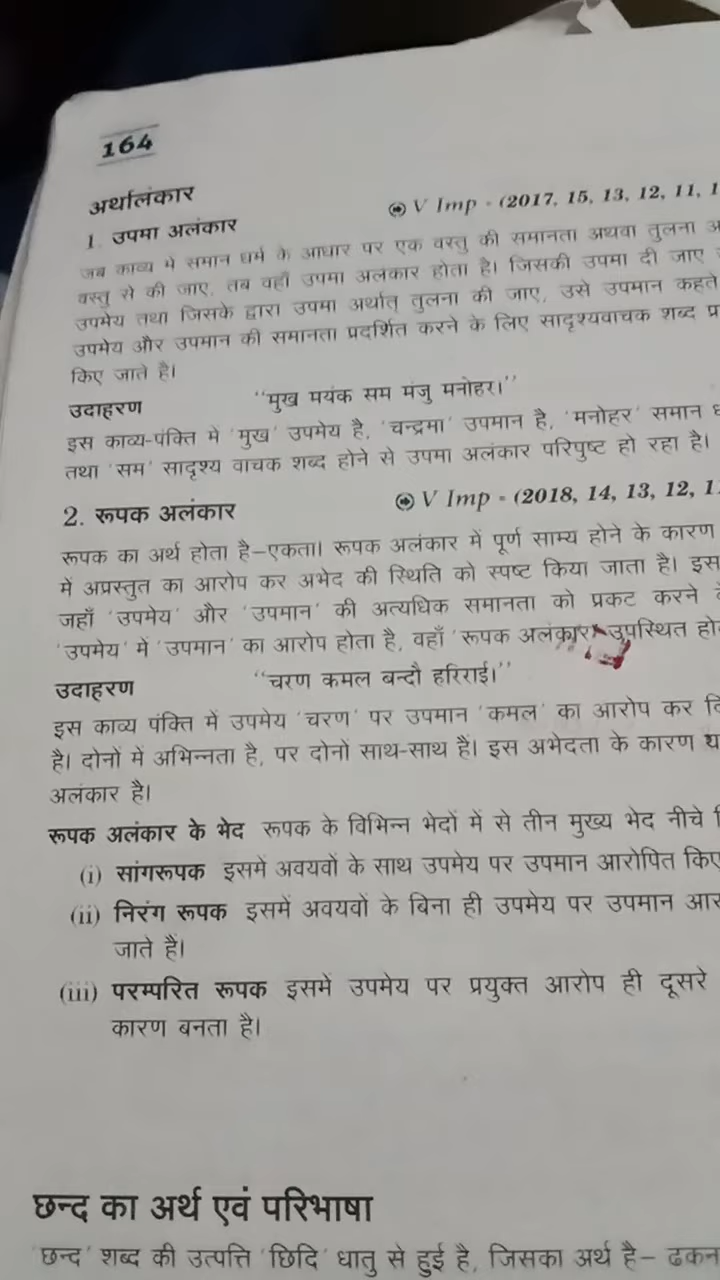 164
अर्थालंकार
1. उपमा अलंकार
V Imp - (2017, 15, 13, 12, 11,
जब काव्य में समान धर्म के आधार पर एक वस्तु की समानता अथवा तुलना
वस्तु से की जाए, तब वहाँ उपमा अलंकार होता है। जिसकी उपमा दी जाए
उपमेय तथा जिसके द्वारा उपमा अर्थात् तुलना की जाए, उसे उपमान कहते
उपमेय और उपमान की समानता प्रदर्शित करने के लिए सादृश्यवाचक शब्द
किए जाते है।
उदाहरण "मुख मयंक सम मंजु मनोहर।"
इस काव्य-पंक्ति में 'मुख' उपमेय है, 'चन्द्रमा' उपमान है, 'मनोहर' समान
तथा 'सम' सादृश्य वाचक शब्द होने से उपमा अलंकार परिपुष्ट हो रहा है।
2. रूपक अलंकार
V Imp - (2018, 14, 13, 12,
रूपक का अर्थ होता है–एकता। रूपक अलंकार में पूर्ण साम्य होने के कारण
में अप्रस्तुत का आरोप कर अभेद की स्थिति को स्पष्ट किया जाता है। इस
जहाँ 'उपमेय' और 'उपमान' की अत्यधिक समानता को प्रकट करने
'उपमेय' में 'उपमान' का आरोप होता है, वहाँ 'रूपक अलंकार' उपस्थित
उदाहरण "चरण कमल बन्दौ हरिराई।"
इस काव्य पंक्ति में उपमेय 'चरण' पर उपमान 'कमल' का आरोप कर
है। दोनों में अभिन्नता है, पर दोनों साथ-साथ हैं। इस अभेदता के कारण
अलंकार है।
रूपक अलंकार के भेद रूपक के विभिन्न भेदों में से तीन मुख्य भेद नीचे
(i) सांगरूपक इसमें अवयवों के साथ उपमेय पर उपमान आरोपित किए
(ii) निरंग रूपक इसमें अवयवों के बिना ही उपमेय पर उपमान
जाते हैं।
(iii) परम्परित रूपक इसमें उपमेय पर प्रयुक्त आरोप ही दूसरे
कारण बनता है।
छन्द का अर्थ एवं परिभाषा
'छन्द' शब्द की उत्पत्ति 'छिदि' धातु से हुई है, जिसका अर्थ है–